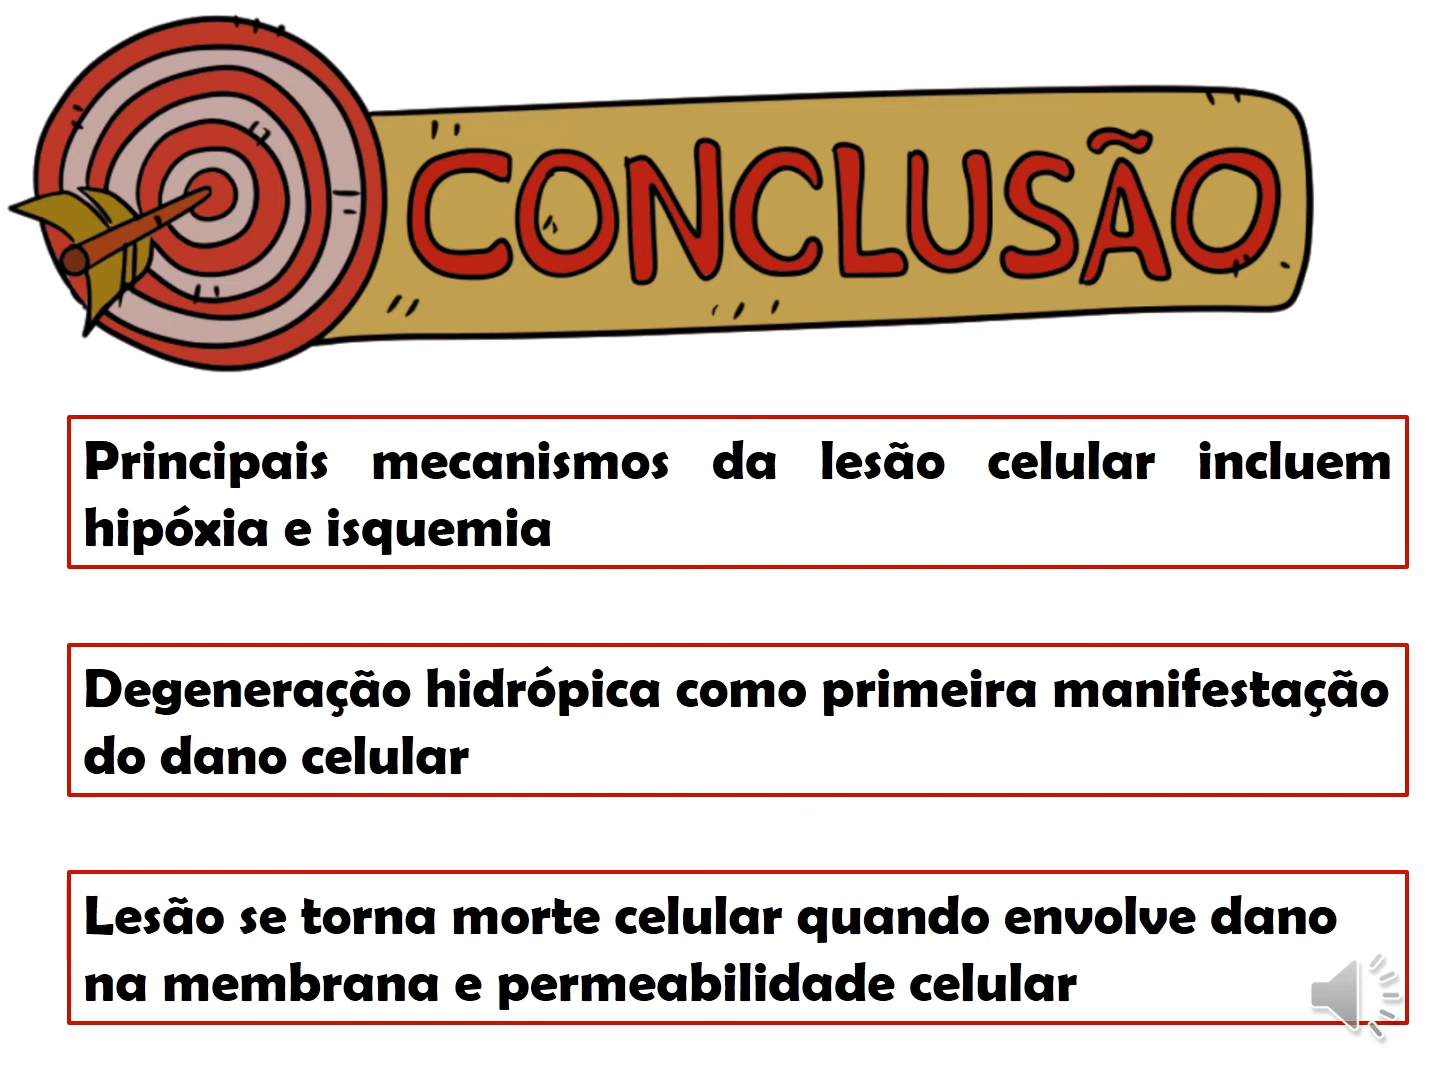 CONCLUSÃO
Principais mecanismos da lesão celular incluem
hipóxia e isquemia
Degeneração hidrópica como primeira manifestação
do dano celular
Lesão se torna morte celular quando envolve dano
na membrana e permeabilidade celular